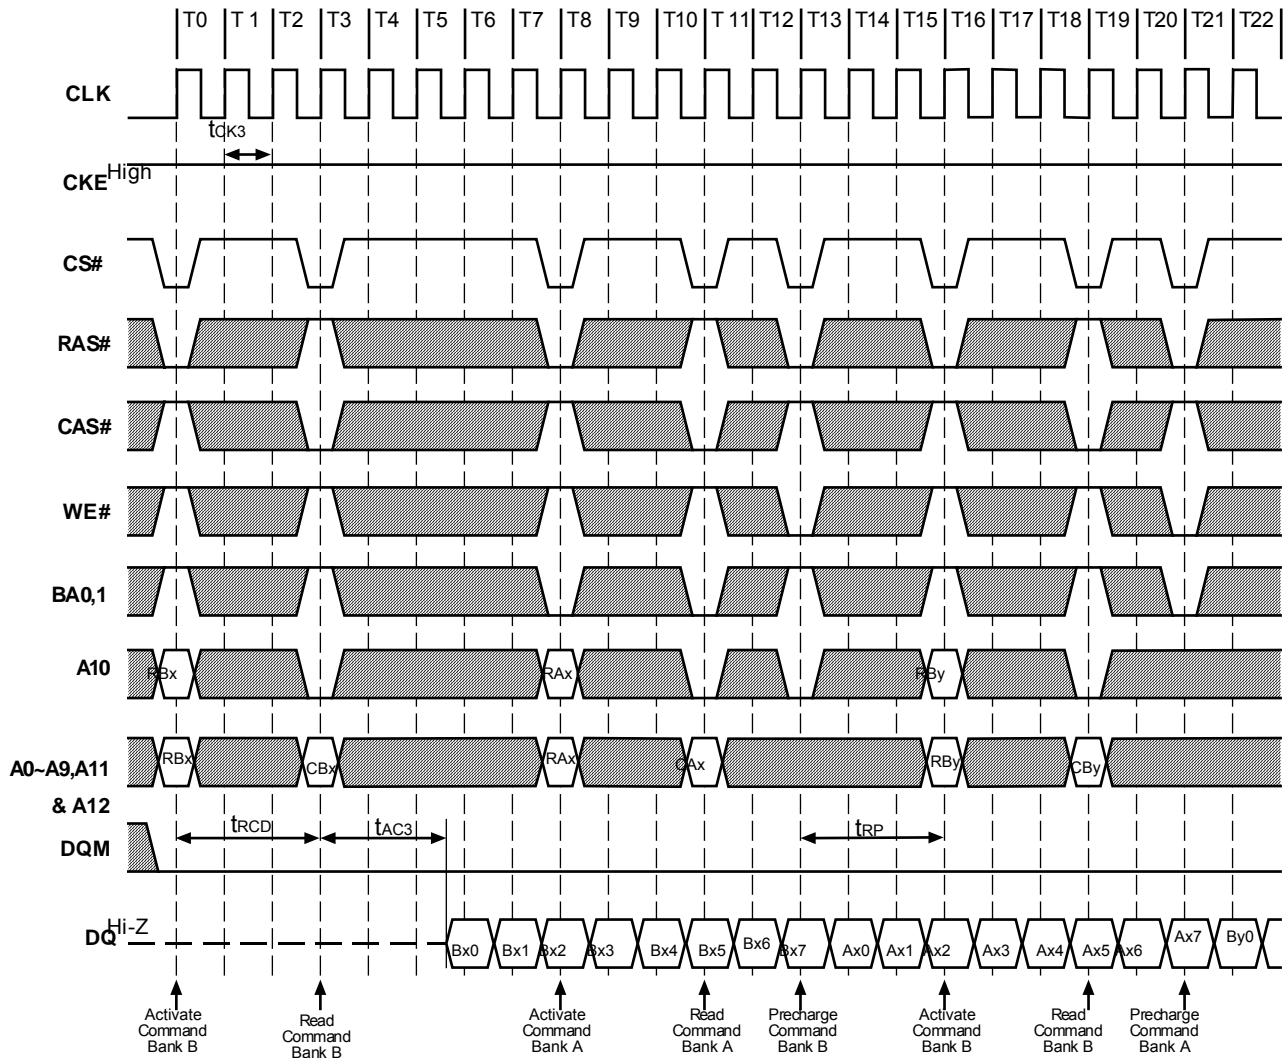 T0 T 1 T2 T3 T4 T5 T6 T7 T8 T9 T10 T 11 T12 T13 T14 T15 T16 T17 T18 T19 T20 T21 T22
CLK
tCK3
High
CKE
CS#
RAS#
CAS#
WE#
BA0,1
A10 RBx RAx RBy
A0~A9,A11 RBx CBx RAx CAx RBy CBy
& A12
tRCD tAC3 tRP
DQM
Hi-Z
DQ Bx0 Bx1 Bx2 Bx3 Bx4 Bx5 Bx6 Bx7 Ax0 Ax1 Ax2 Ax3 Ax4 Ax5 Ax6 Ax7 By0
Activate
Command
Bank B
Read
Command
Bank B
Activate
Command
Bank A
Read
Command
Bank A
Precharge
Command
Bank B
Activate
Command
Bank B
Read
Command
Bank B
Precharge
Command
Bank A